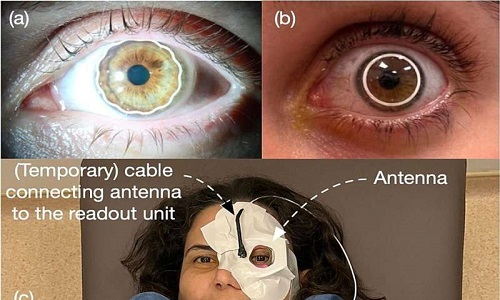 (a)
(b)
(Temporary) cable
connecting antenna
to the readout unit
Antenna
(c)